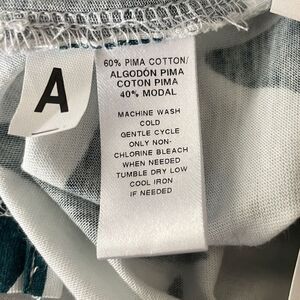 A
60% PIMA COTTON/
ALGODÓN PIMA
COTON PIMA
40% MODAL
MACHINE WASH
COLD
GENTLE CYCLE
ONLY NON-
CHLORINE BLEACH
WHEN NEEDED
TUMBLE DRY LOW
COOL IRON
IF NEEDED